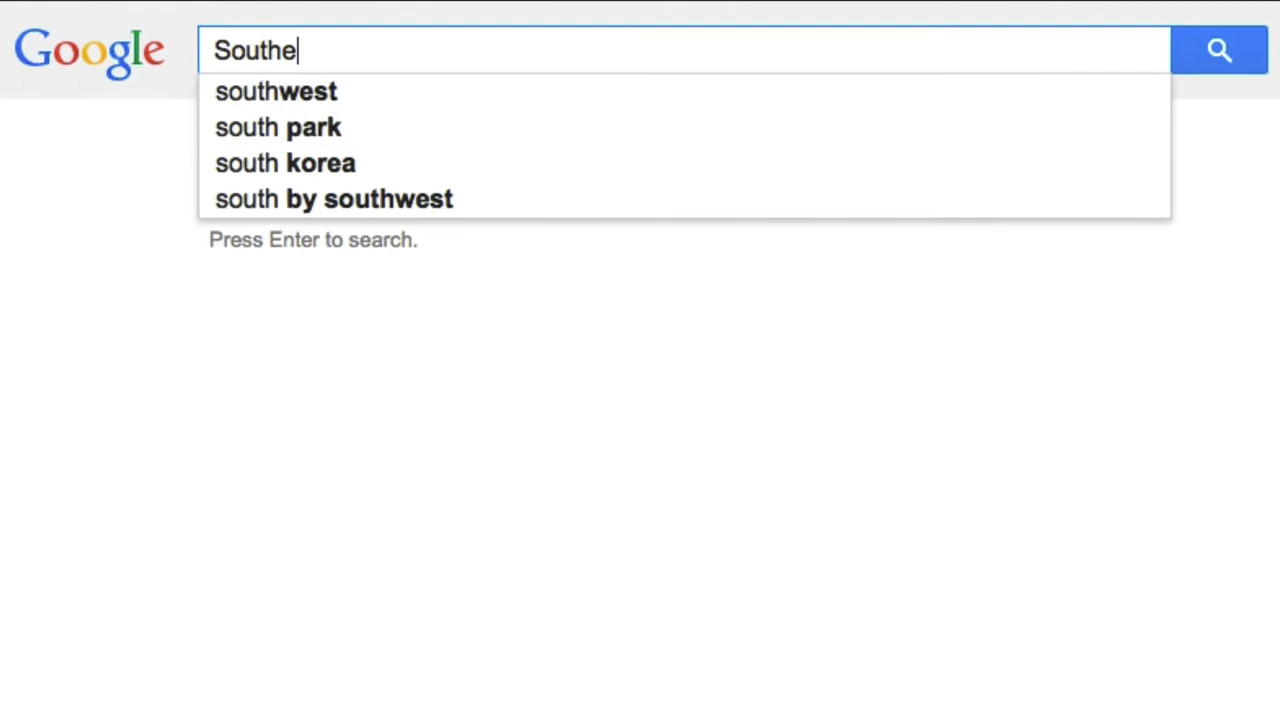 Google
Southe
southwest
south park
south korea
south by southwest
Press Enter to search.